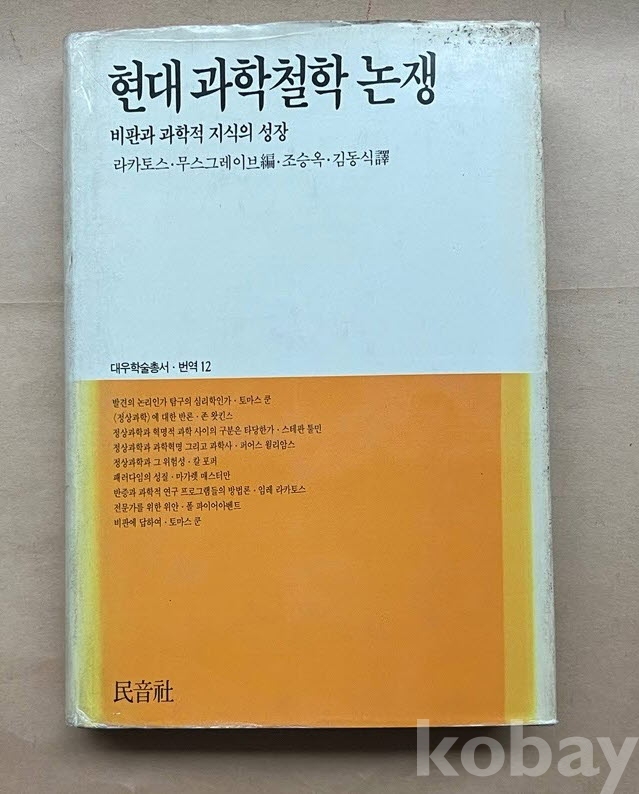 현대 과학철학 논쟁
비판과 과학적 지식의 성장
라카토스·무스그레이브編·조승옥·김동식譯
대우학술총서·번역 12
발견의 논리인가 탐구의 심리학인가·토마스 쿤
〈정상과학〉에 대한 반론·존 왓킨스
정상과학과 혁명적 과학 사이의 구분은 타당한가·스테판 툴민
정상과학과 과학혁명 그리고 과학사·퍼어스 윌리암스
정상과학과 그 위험성·칼 포퍼
패러다임의 성질·마가렛 매스터만
반증과 과학적 연구 프로그램들의 방법론·임레 라카토스
전문가를 위한 위안·폴 파이어아벤트
비판에 답하여·토마스 쿤
民音社
kobay